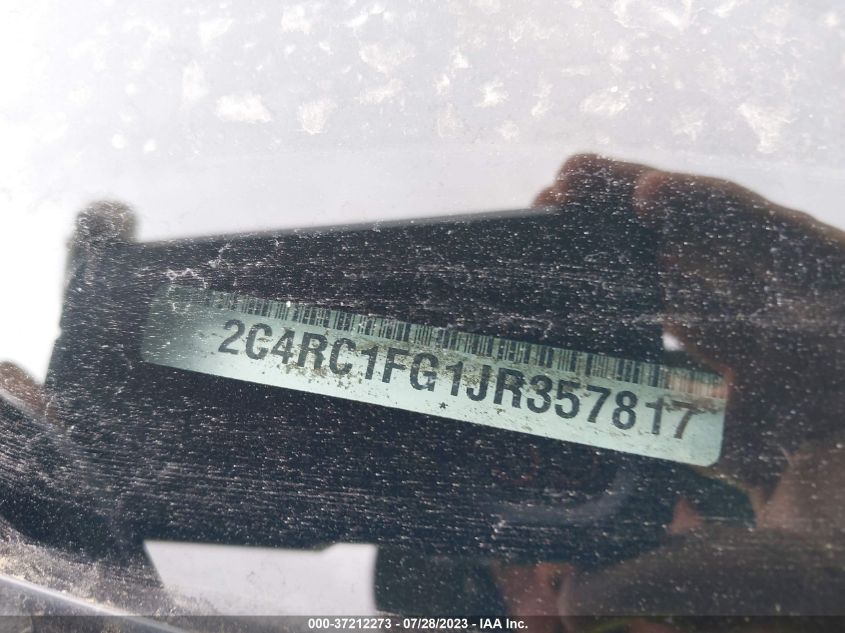 2C4RC1FG1JR357817
000-37212273 - 07/28/2023 - IAA Inc.